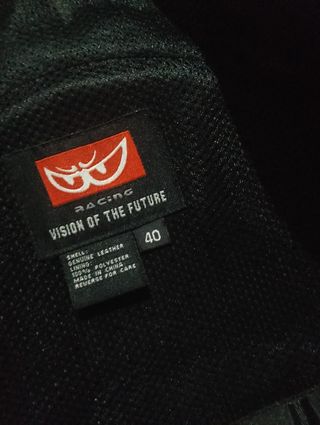 RACING
VISION OF THE FUTURE
40
SHELL:
GENUINE LEATHER
LINING:
100% POLYESTER
MADE IN CHINA
REVERSE FOR CARE